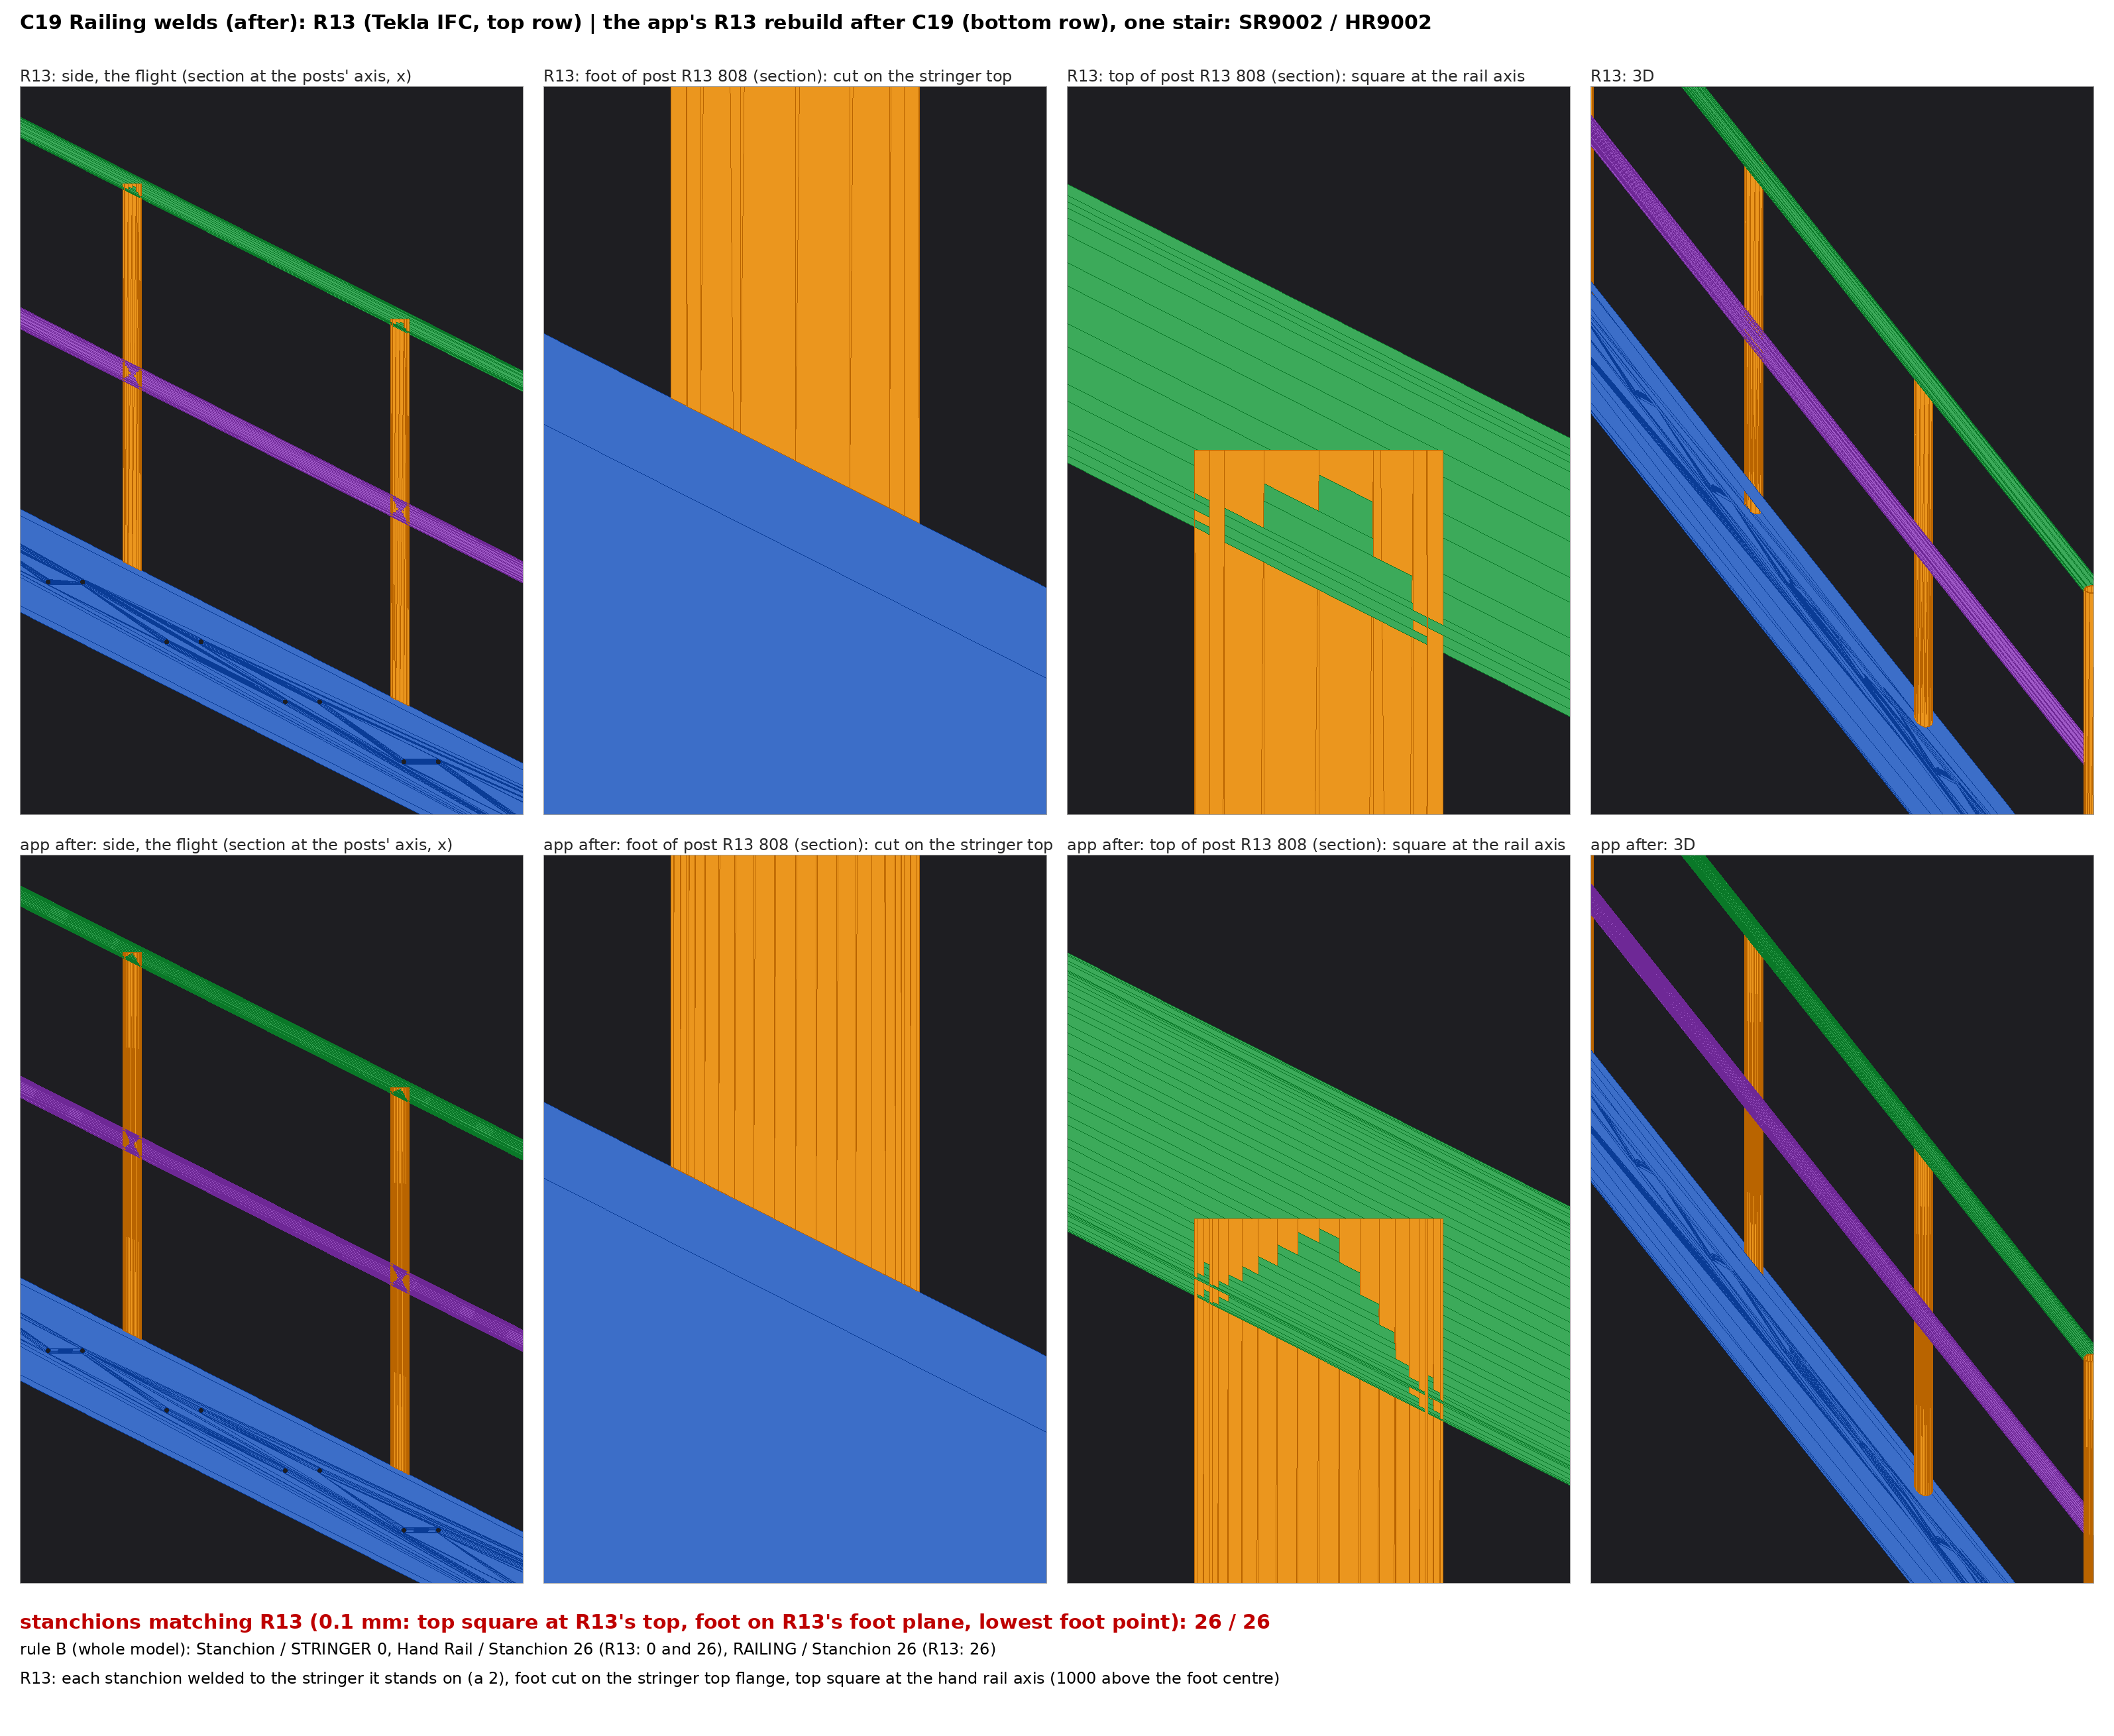 C19 Railing welds (after): R13 (Tekla IFC, top row) | the app's R13 rebuild after C19 (bottom row), one stair: SR9002 / HR9002
R13: side, the flight (section at the posts' axis, x)
R13: foot of post R13 808 (section): cut on the stringer top
R13: top of post R13 808 (section): square at the rail axis
R13: 3D
app after: side, the flight (section at the posts' axis, x)
app after: foot of post R13 808 (section): cut on the stringer top
app after: top of post R13 808 (section): square at the rail axis
app after: 3D
stanchions matching R13 (0.1 mm: top square at R13's top, foot on R13's foot plane, lowest foot point): 26 / 26
rule B (whole model): Stanchion / STRINGER 0, Hand Rail / Stanchion 26 (R13: 0 and 26), RAILING / Stanchion 26 (R13: 26)
R13: each stanchion welded to the stringer it stands on (a 2), foot cut on the stringer top flange, top square at the hand rail axis (1000 above the foot centre)